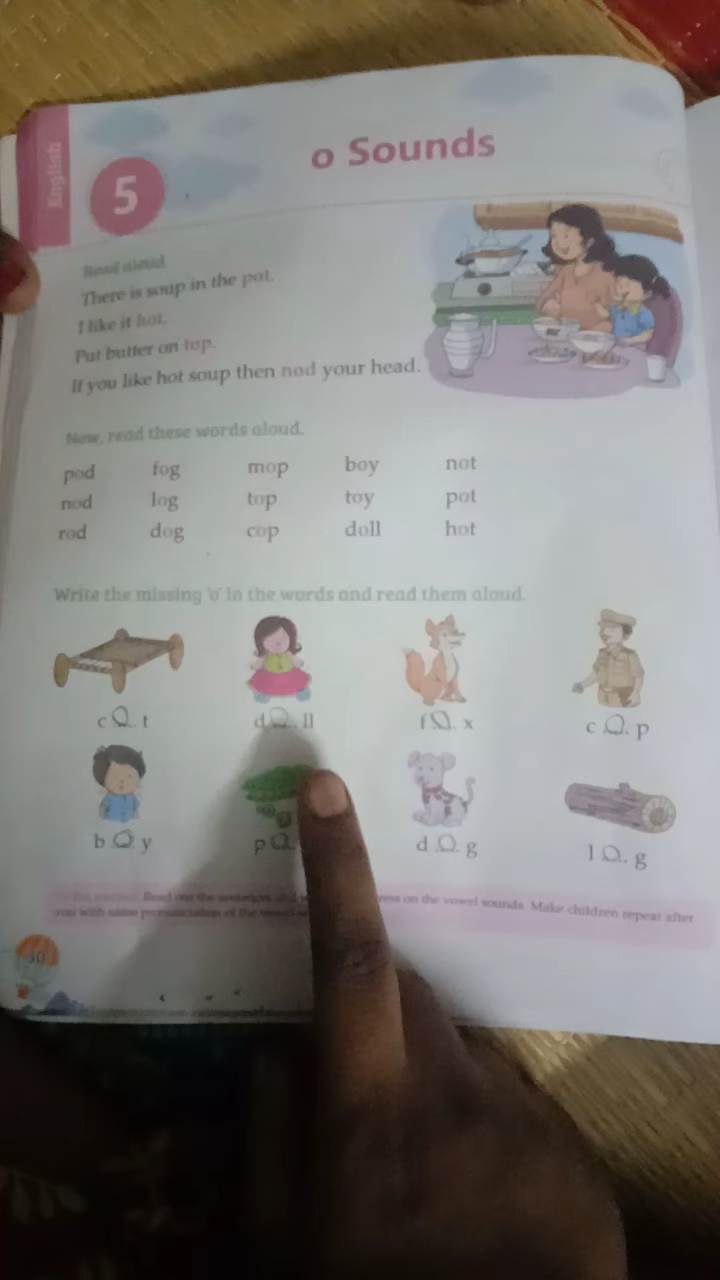 English
5
o Sounds
Read aloud
There is soup in the pot.
I like it hot.
Put butter on top.
If you like hot soup then nod your head.
Now, read these words aloud.
pod fog mop boy not
nod log top toy pot
rod dog cop doll hot
Write the missing 'o' in the words and read them aloud.
c o t d o ll f o x c o p
b o y p o d o g l o g
Read out the sentences and on the vowel sounds. Make children repeat after
you with same pronunciation of the
30